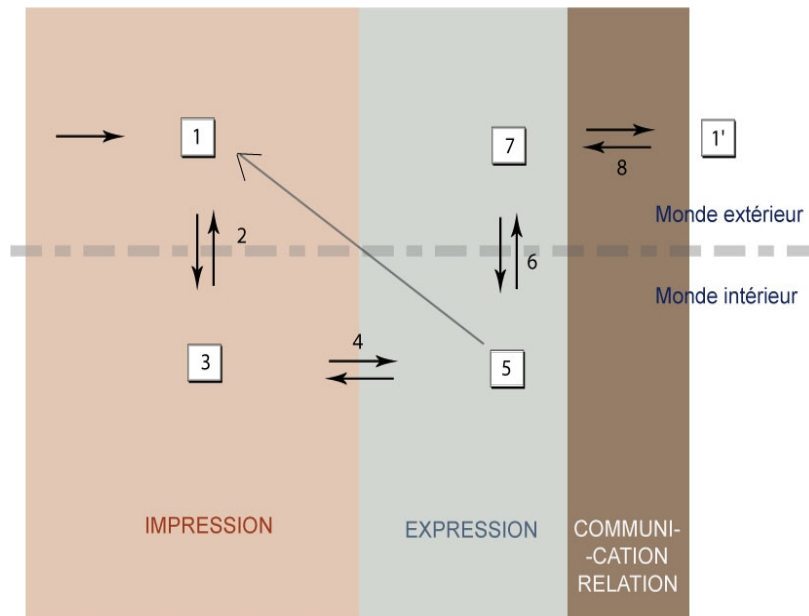 1
7
1'
8
Monde extérieur
2
6
Monde intérieur
4
3
5
IMPRESSION
EXPRESSION
COMMUNI-
-CATION
RELATION